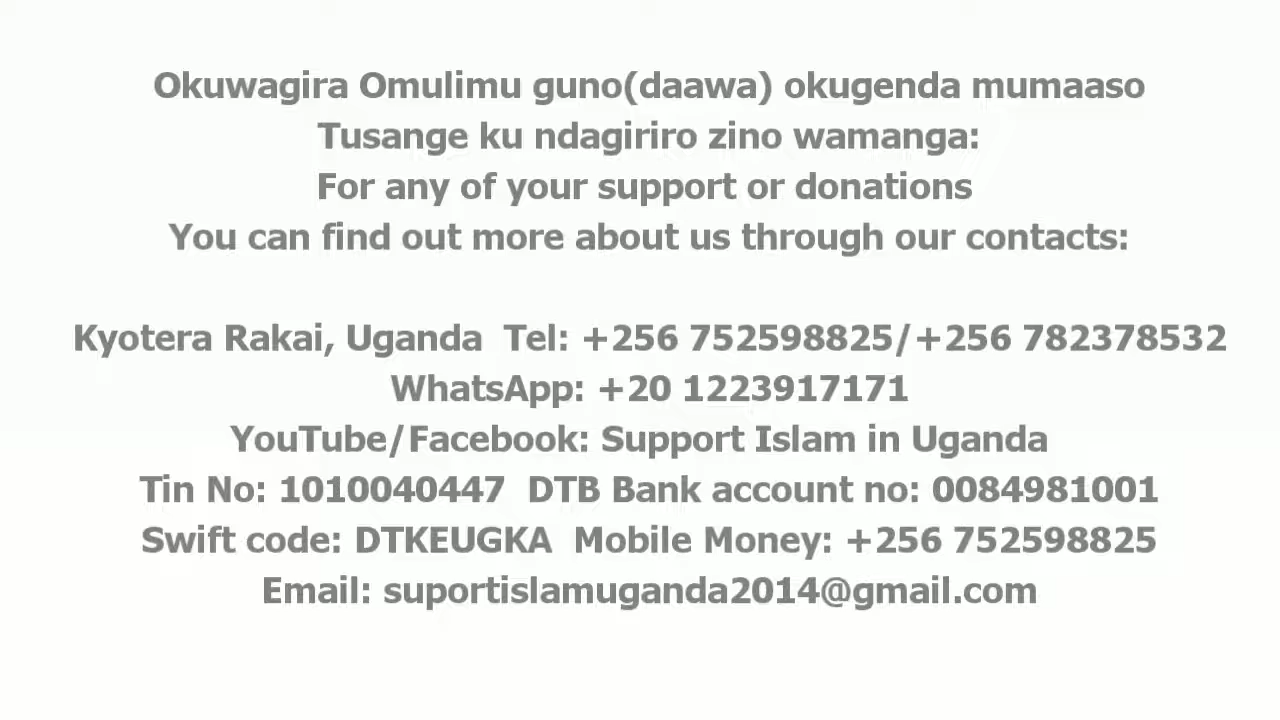 Okuwagira Omulimu guno(daawa) okugenda mumaaso
Tusange ku ndagiriro zino wamanga:
For any of your support or donations
You can find out more about us through our contacts:
Kyotera Rakai, Uganda  Tel: +256 752598825/+256 782378532
WhatsApp: +20 1223917171
YouTube/Facebook: Support Islam in Uganda
Tin No: 1010040447  DTB Bank account no: 0084981001
Swift code: DTKEUGKA  Mobile Money: +256 752598825
Email: suportislamuganda2014@gmail.com